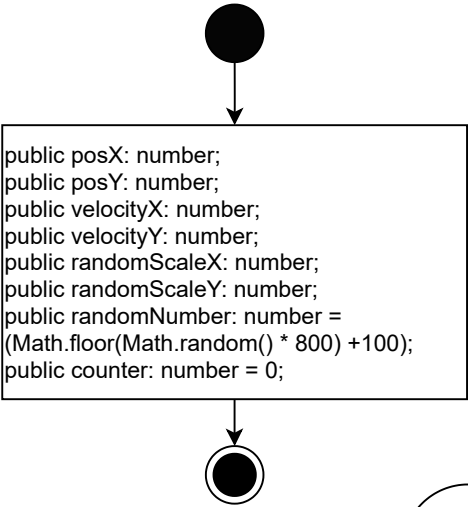 public posX: number;
public posY: number;
public velocityX: number;
public velocityY: number;
public randomScaleX: number;
public randomScaleY: number;
public randomNumber: number =
(Math.floor(Math.random() * 800) +100);
public counter: number = 0;